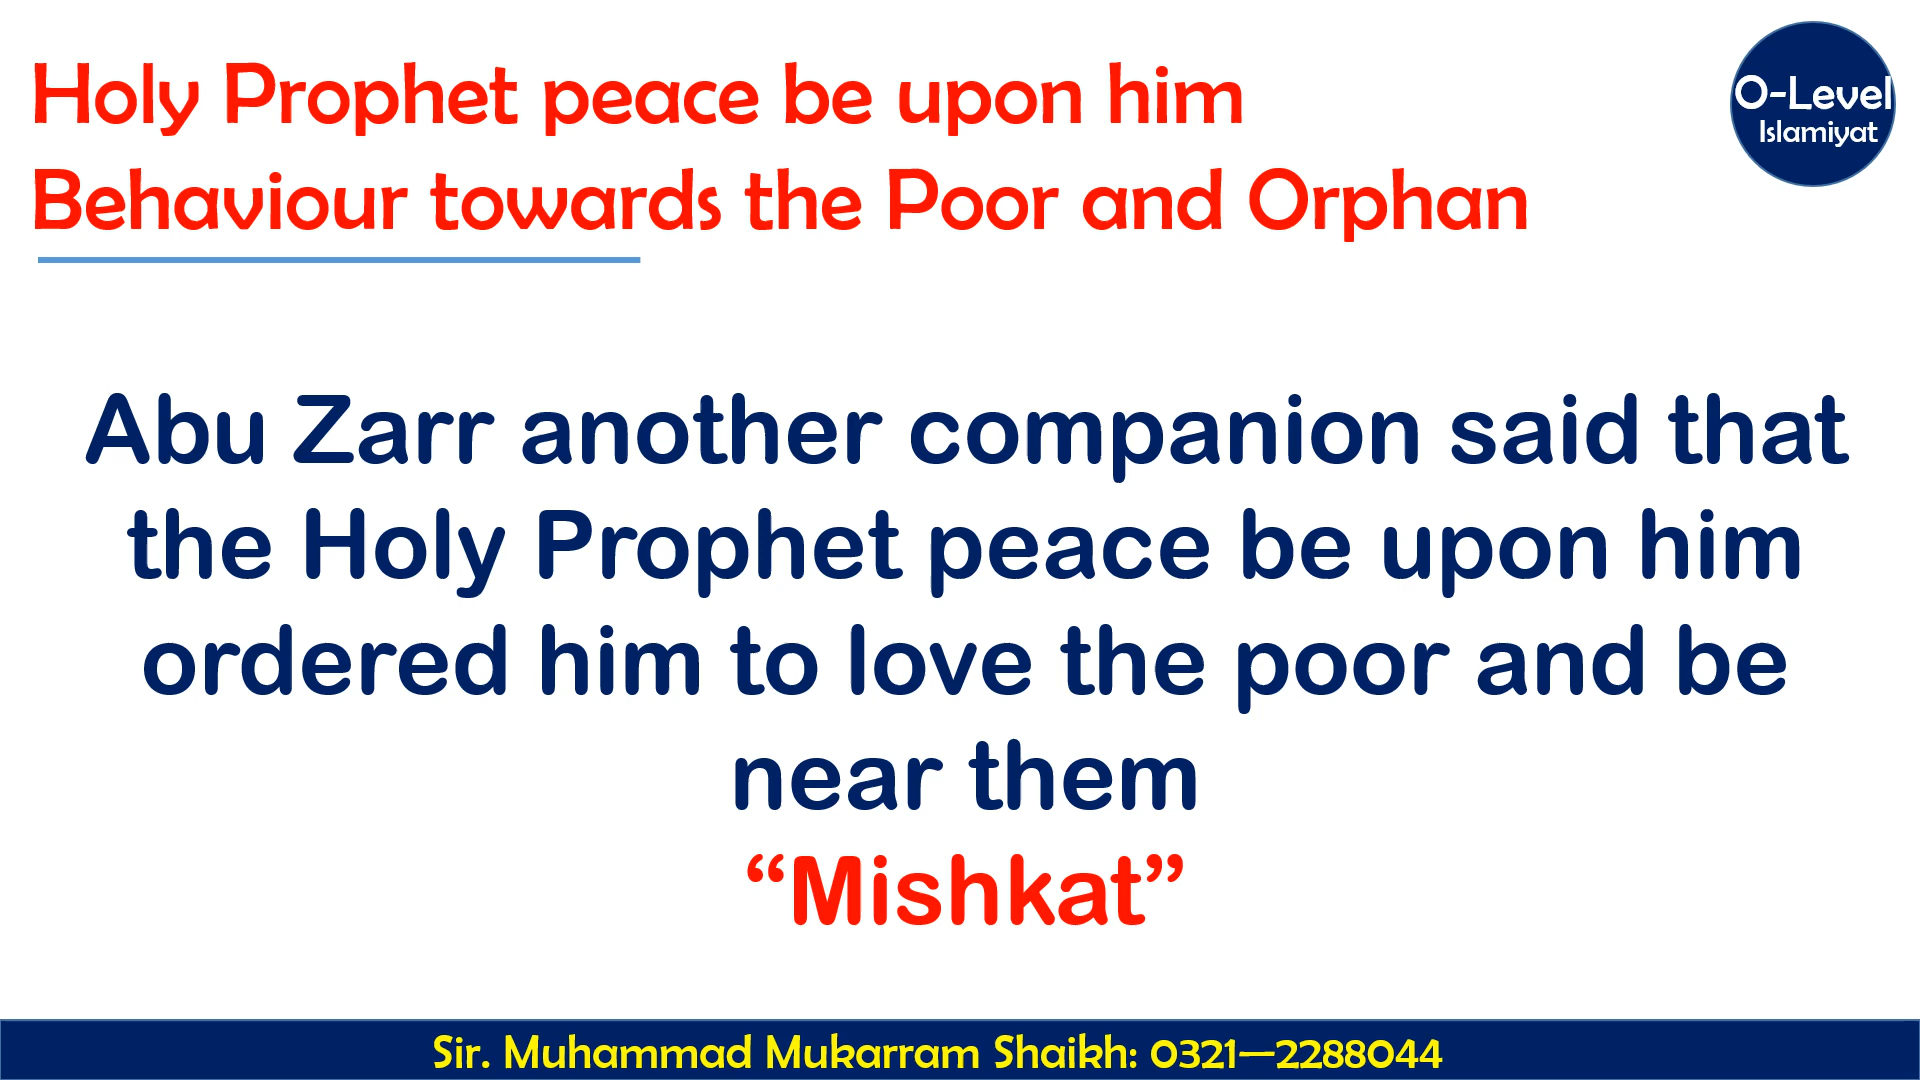 Holy Prophet peace be upon him
Behaviour towards the Poor and Orphan
O-Level
Islamiyat
Abu Zarr another companion said that
the Holy Prophet peace be upon him
ordered him to love the poor and be
near them
“Mishkat”
Sir. Muhammad Mukarram Shaikh: 0321—2288044